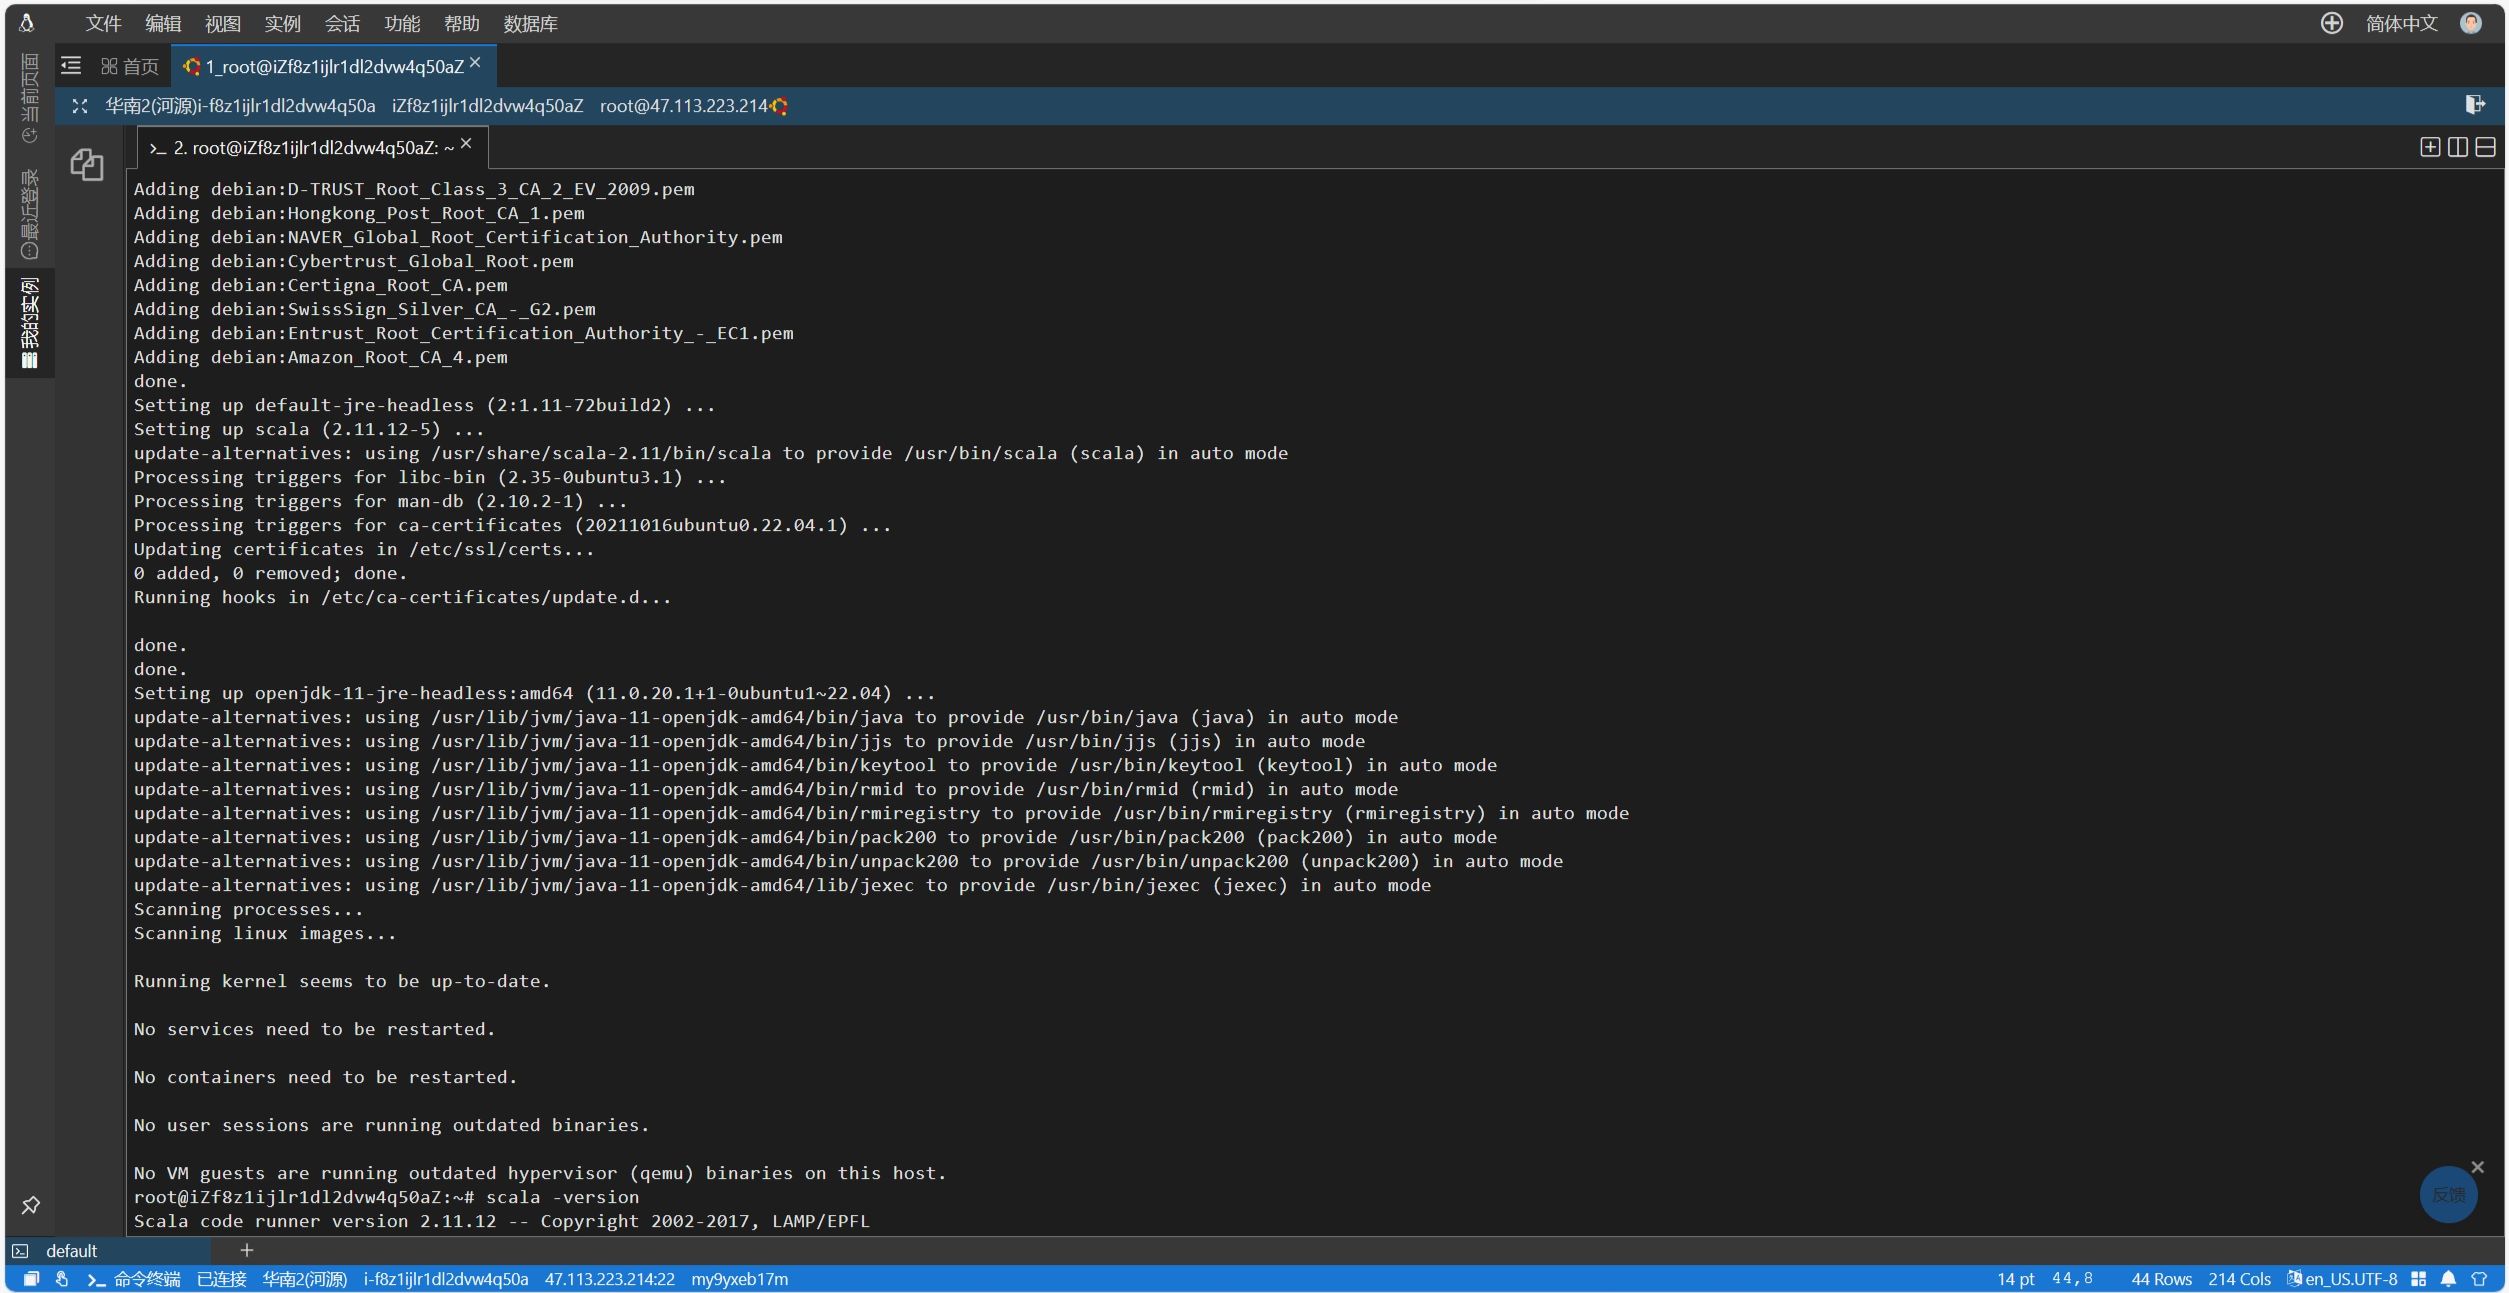 文件 编辑 视图 实例 会话 功能 帮助 数据库 简体中文
首页 1_root@iZf8z1ijlr1dl2dvw4q50aZ
华南2(河源)i-f8z1ijlr1dl2dvw4q50a iZf8z1ijlr1dl2dvw4q50aZ root@47.113.223.214
当前页面
最近登录
我的实例
>_ 2. root@iZf8z1ijlr1dl2dvw4q50aZ: ~
Adding debian:D-TRUST_Root_Class_3_CA_2_EV_2009.pem
Adding debian:Hongkong_Post_Root_CA_1.pem
Adding debian:NAVER_Global_Root_Certification_Authority.pem
Adding debian:Cybertrust_Global_Root.pem
Adding debian:Certigna_Root_CA.pem
Adding debian:SwissSign_Silver_CA_-_G2.pem
Adding debian:Entrust_Root_Certification_Authority_-_EC1.pem
Adding debian:Amazon_Root_CA_4.pem
done.
Setting up default-jre-headless (2:1.11-72build2) ...
Setting up scala (2.11.12-5) ...
update-alternatives: using /usr/share/scala-2.11/bin/scala to provide /usr/bin/scala (scala) in auto mode
Processing triggers for libc-bin (2.35-0ubuntu3.1) ...
Processing triggers for man-db (2.10.2-1) ...
Processing triggers for ca-certificates (20211016ubuntu0.22.04.1) ...
Updating certificates in /etc/ssl/certs...
0 added, 0 removed; done.
Running hooks in /etc/ca-certificates/update.d...
done.
done.
Setting up openjdk-11-jre-headless:amd64 (11.0.20.1+1-0ubuntu1~22.04) ...
update-alternatives: using /usr/lib/jvm/java-11-openjdk-amd64/bin/java to provide /usr/bin/java (java) in auto mode
update-alternatives: using /usr/lib/jvm/java-11-openjdk-amd64/bin/jjs to provide /usr/bin/jjs (jjs) in auto mode
update-alternatives: using /usr/lib/jvm/java-11-openjdk-amd64/bin/keytool to provide /usr/bin/keytool (keytool) in auto mode
update-alternatives: using /usr/lib/jvm/java-11-openjdk-amd64/bin/rmid to provide /usr/bin/rmid (rmid) in auto mode
update-alternatives: using /usr/lib/jvm/java-11-openjdk-amd64/bin/rmiregistry to provide /usr/bin/rmiregistry (rmiregistry) in auto mode
update-alternatives: using /usr/lib/jvm/java-11-openjdk-amd64/bin/pack200 to provide /usr/bin/pack200 (pack200) in auto mode
update-alternatives: using /usr/lib/jvm/java-11-openjdk-amd64/bin/unpack200 to provide /usr/bin/unpack200 (unpack200) in auto mode
update-alternatives: using /usr/lib/jvm/java-11-openjdk-amd64/lib/jexec to provide /usr/bin/jexec (jexec) in auto mode
Scanning processes...
Scanning linux images...
Running kernel seems to be up-to-date.
No services need to be restarted.
No containers need to be restarted.
No user sessions are running outdated binaries.
No VM guests are running outdated hypervisor (qemu) binaries on this host.
root@iZf8z1ijlr1dl2dvw4q50aZ:~# scala -version
Scala code runner version 2.11.12 -- Copyright 2002-2017, LAMP/EPFL
反馈
default
命令终端 已连接 华南2(河源) i-f8z1ijlr1dl2dvw4q50a 47.113.223.214:22 my9yxeb17m 14 pt 44,8 44 Rows 214 Cols en_US.UTF-8